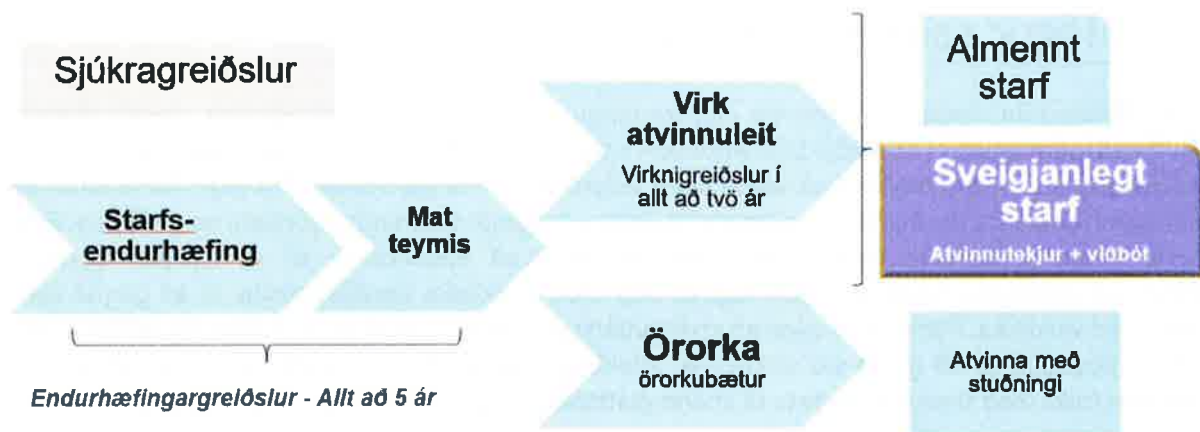 Sjúkragreiðslur
Starfs-
endurhæfing
Mat
teymis
Endurhæfingargreiðslur - Allt að 5 ár
Virk
atvinnuleit
Virknigreiðslur í
allt að tvö ár
Örorka
örorkubætur
Almennt
starf
Sveigjanlegt
starf
Atvinnutekjur + viðbót
Atvinna með
stuðningi